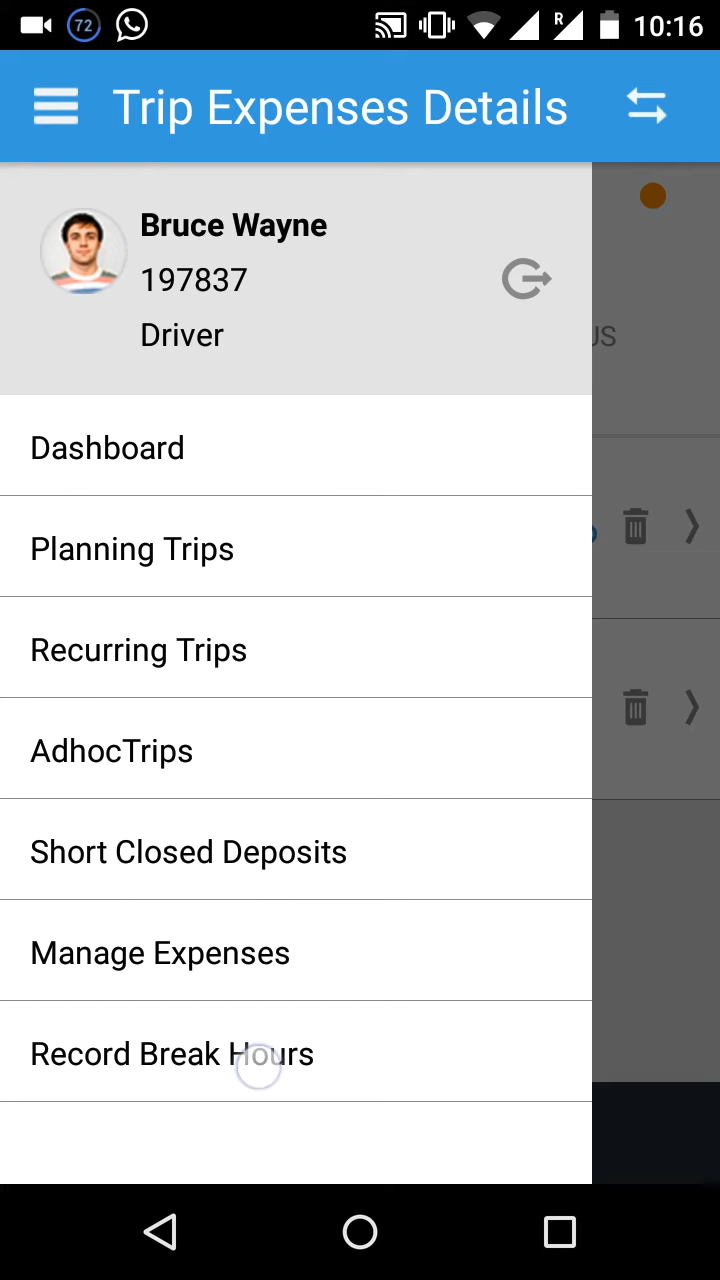 72 R 10:16
Trip Expenses Details
Bruce Wayne
197837
Driver
US
Dashboard
Planning Trips
Recurring Trips
AdhocTrips
Short Closed Deposits
Manage Expenses
Record Break Hours